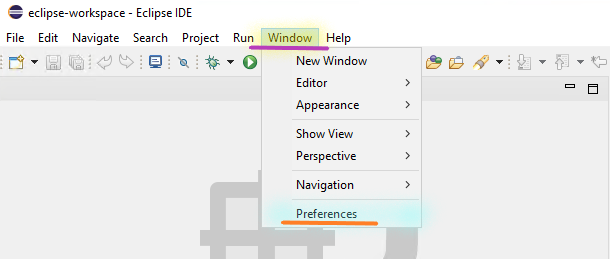 eclipse-workspace - Eclipse IDE
File Edit Navigate Search Project Run Window Help
New Window
Editor
Appearance
Show View
Perspective
Navigation
Preferences